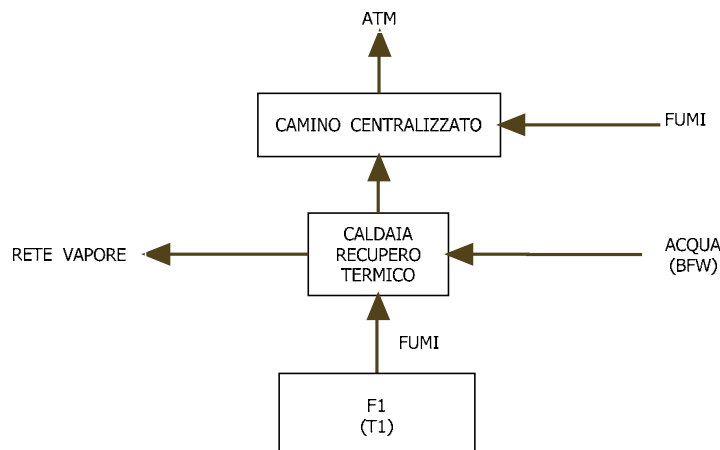 ATM
CAMINO CENTRALIZZATO
FUMI
CALDAIA
RECUPERO
TERMICO
RETE VAPORE
ACQUA
(BFW)
FUMI
F1
(T1)